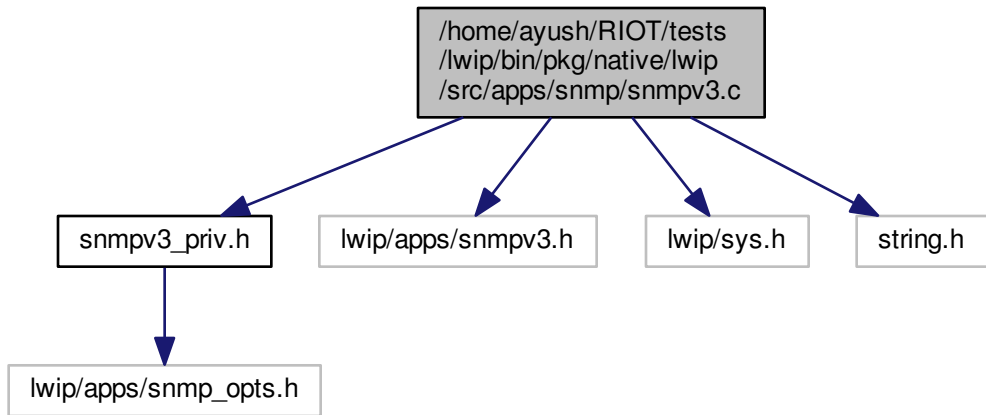 /home/ayush/RIOT/tests
/lwip/bin/pkg/native/lwip
/src/apps/snmp/snmpv3.c
snmpv3_priv.h
lwip/apps/snmpv3.h
lwip/sys.h
string.h
lwip/apps/snmp_opts.h